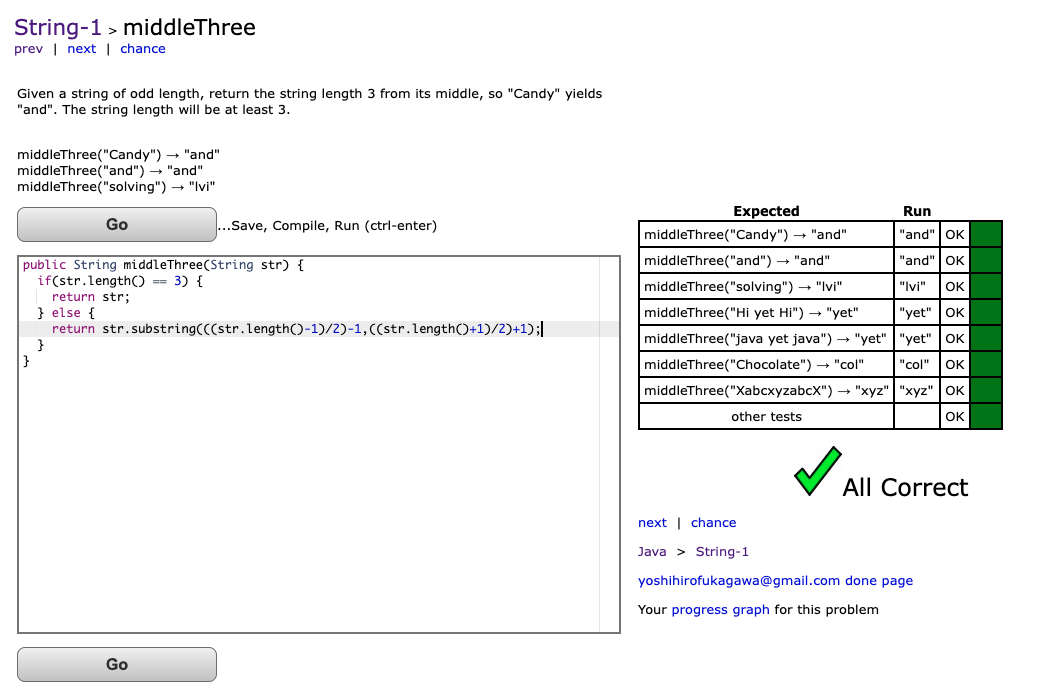 String-1 > middleThree
prev | next | chance
Given a string of odd length, return the string length 3 from its middle, so "Candy" yields
"and". The string length will be at least 3.
middleThree("Candy") → "and"
middleThree("and") → "and"
middleThree("solving") → "lvi"
Go
...Save, Compile, Run (ctrl-enter)
public String middleThree(String str) {
  if(str.length() == 3) {
    return str;
  } else {
    return str.substring(((str.length()-1)/2)-1,((str.length()+1)/2)+1);
  }
}
Go
Expected Run
middleThree("Candy") → "and" "and" OK
middleThree("and") → "and" "and" OK
middleThree("solving") → "lvi" "lvi" OK
middleThree("Hi yet Hi") → "yet" "yet" OK
middleThree("java yet java") → "yet" "yet" OK
middleThree("Chocolate") → "col" "col" OK
middleThree("XabcxyzabcX") → "xyz" "xyz" OK
other tests OK
All Correct
next | chance
Java > String-1
yoshihirofukagawa@gmail.com done page
Your progress graph for this problem